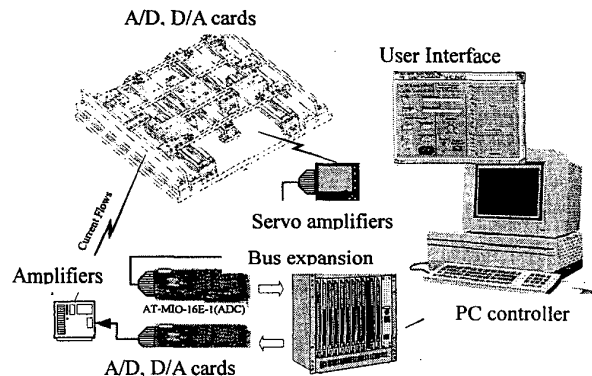 A/D, D/A cards
User Interface
Current Flows
Servo amplifiers
Bus expansion
Amplifiers
AT-MIO-16E-1(ADC)
PC controller
A/D, D/A cards